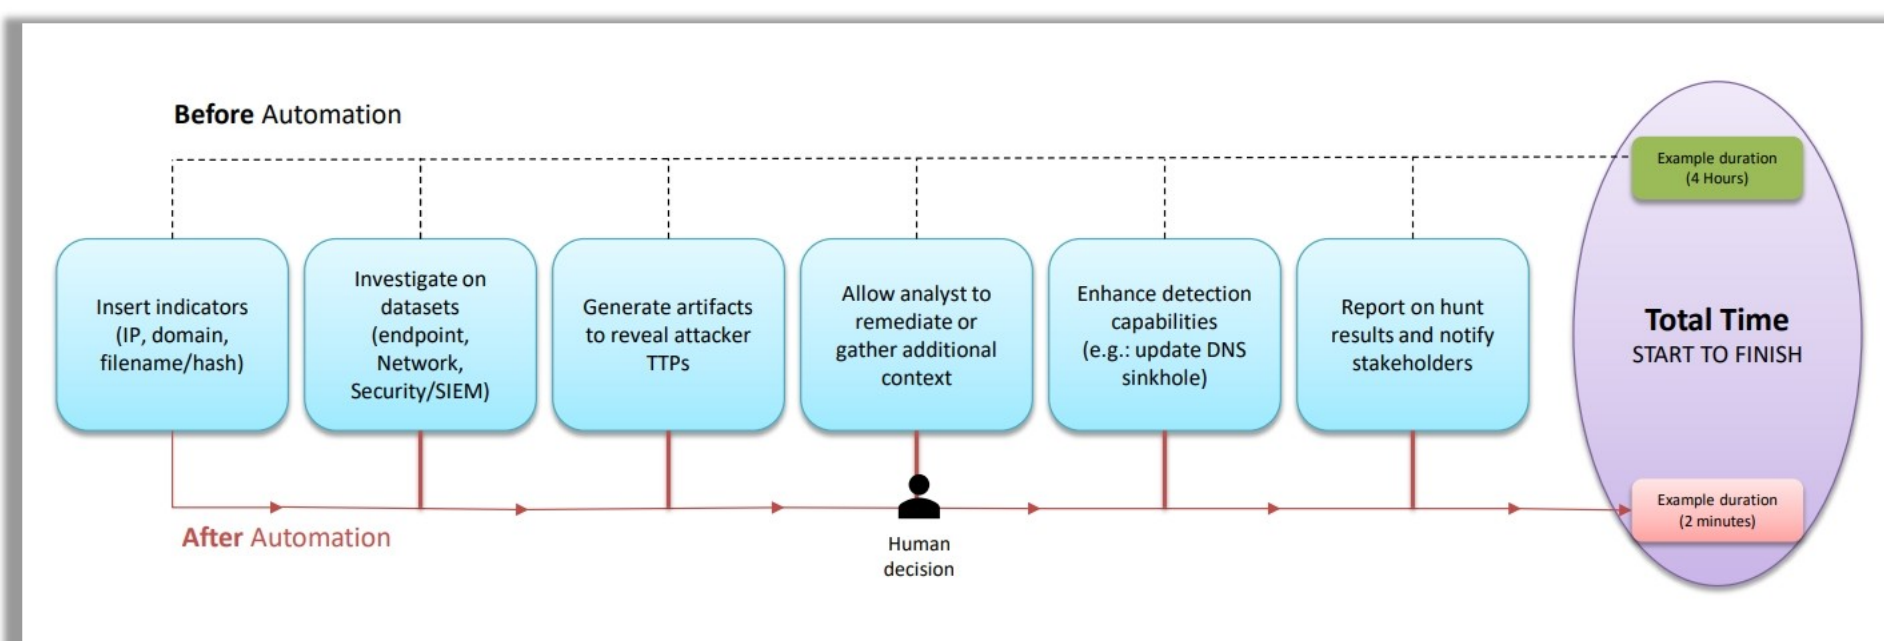 Before Automation
Example duration
(4 Hours)
Insert indicators
(IP, domain,
filename/hash)
Investigate on
datasets
(endpoint,
Network,
Security/SIEM)
Generate artifacts
to reveal attacker
TTPs
Allow analyst to
remediate or
gather additional
context
Enhance detection
capabilities
(e.g.: update DNS
sinkhole)
Report on hunt
results and notify
stakeholders
Total Time
START TO FINISH
After Automation
Human
decision
Example duration
(2 minutes)